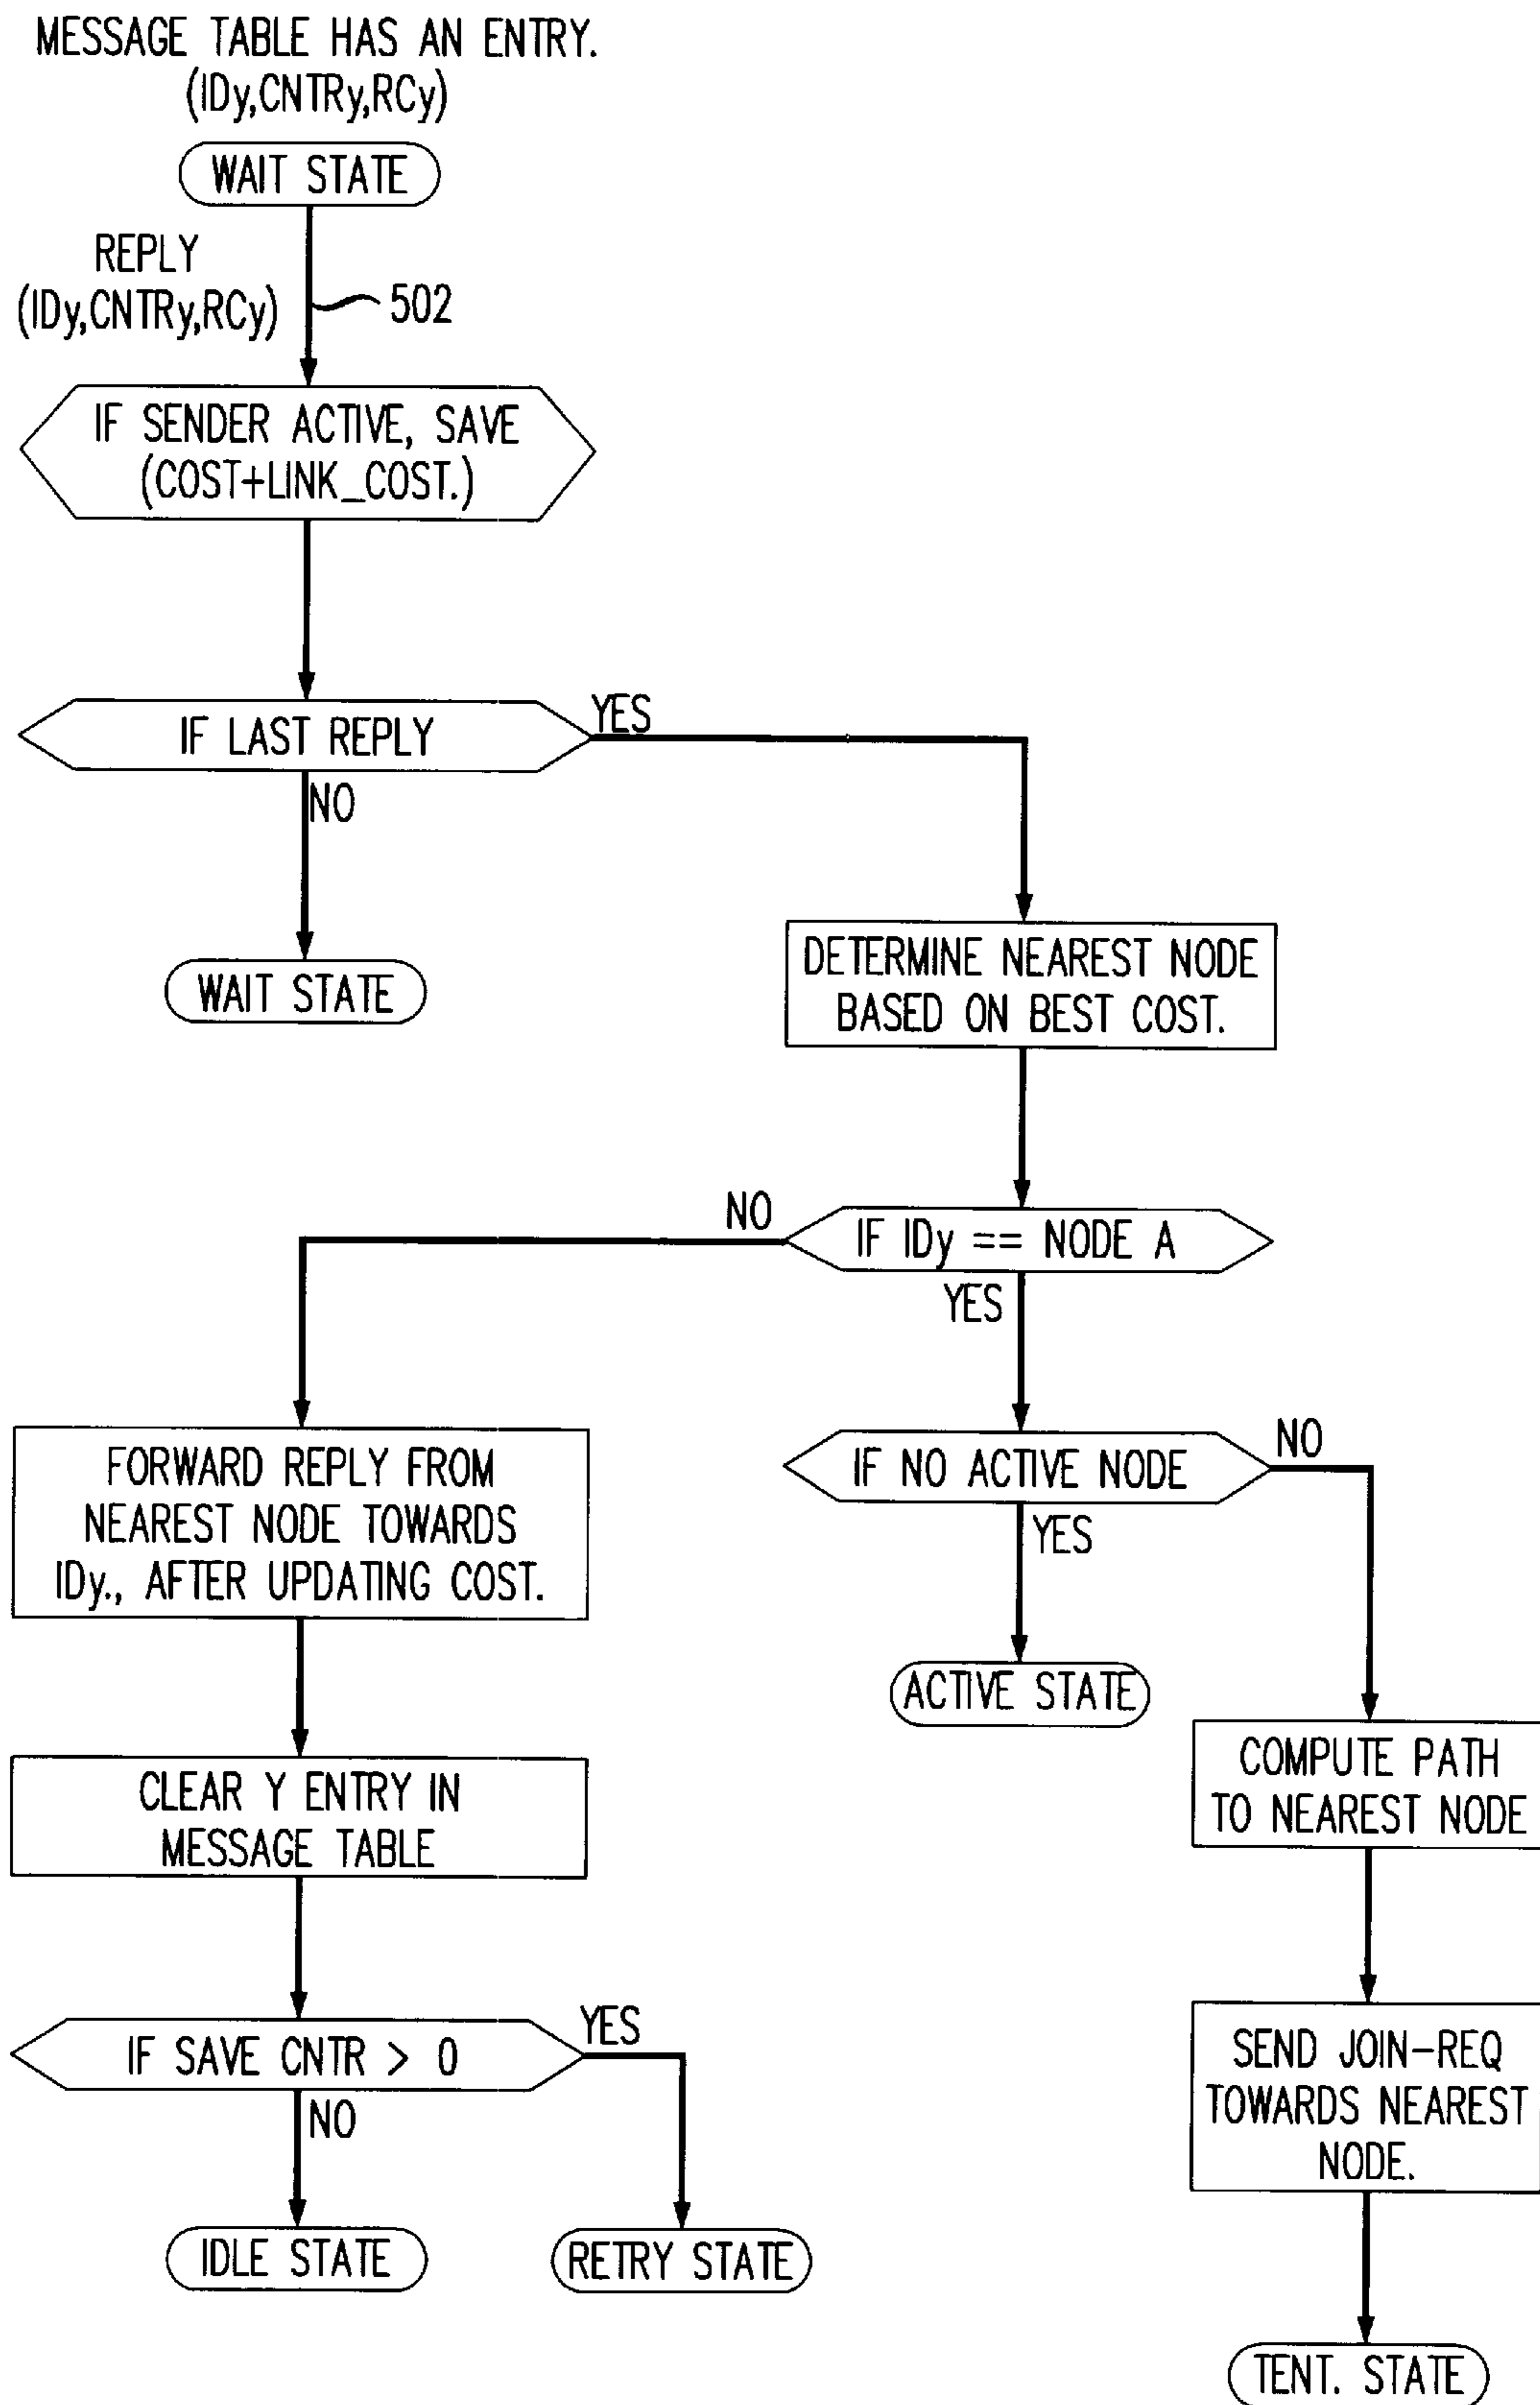 MESSAGE TABLE HAS AN ENTRY.
(IDy,CNTRy,RCy)
WAIT STATE
REPLY
(IDy,CNTRy,RCy)
502
IF SENDER ACTIVE, SAVE
(COST+LINK_COST.)
IF LAST REPLY
YES
NO
WAIT STATE
DETERMINE NEAREST NODE
BASED ON BEST COST.
NO
IF IDy == NODE A
YES
FORWARD REPLY FROM
NEAREST NODE TOWARDS
IDy., AFTER UPDATING COST.
IF NO ACTIVE NODE
NO
YES
ACTIVE STATE
CLEAR Y ENTRY IN
MESSAGE TABLE
COMPUTE PATH
TO NEAREST NODE
IF SAVE CNTR > 0
YES
NO
SEND JOIN-REQ
TOWARDS NEAREST
NODE.
IDLE STATE
RETRY STATE
TENT. STATE